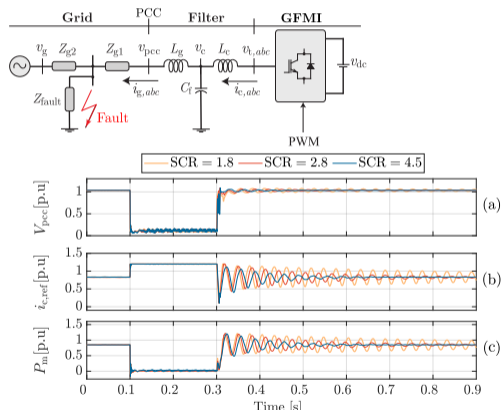 Grid PCC Filter GFMI
v_g Z_g2 Z_g1 v_pcc L_g v_c L_c v_t,abc
Z_fault Fault i_g,abc C_f i_c,abc v_dc
PWM
SCR = 1.8 SCR = 2.8 SCR = 4.5
V_pcc[p.u]
1
0.5
0
(a)
i_c,ref [p.u]
1.5
1
0.5
0
(b)
P_m[p.u]
1.5
1
0.5
0
(c)
0 0.1 0.2 0.3 0.4 0.5 0.6 0.7 0.8 0.9
Time [s]